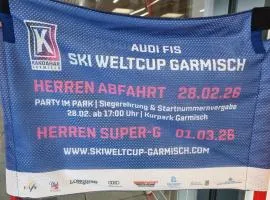 K
KANDAHAR
GARMISCH
AUDI FIS
SKI WELTCUP GARMISCH
HERREN ABFAHRT 28.02.26
PARTY IM PARK | Siegerehrung & Startnummernvergabe
28.02. ab 17:00 Uhr | Kurpark Garmisch
HERREN SUPER-G 01.03.26
WWW.SKIWELTCUP-GARMISCH.COM